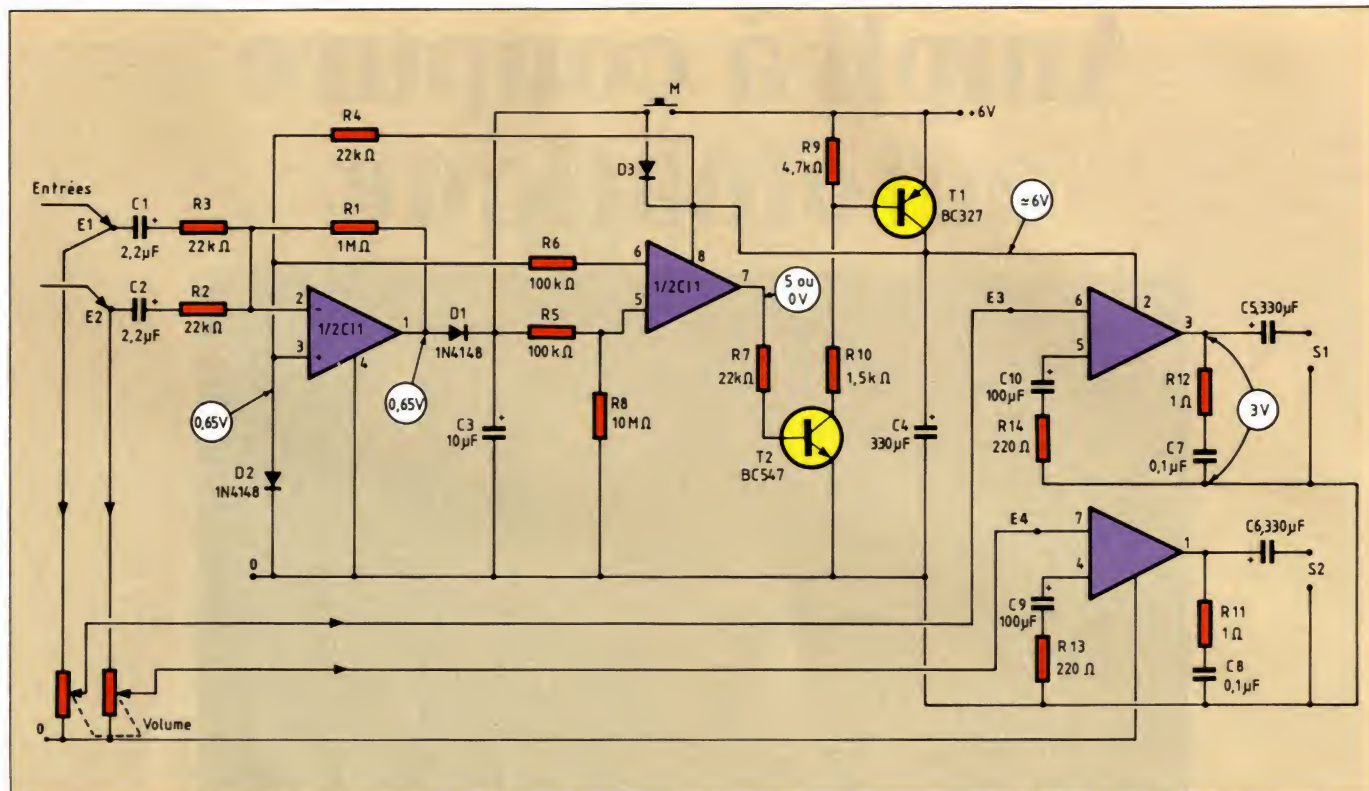 M
+6V
R4
22kΩ
R9
4,7kΩ
D3
T1
BC327
≃6V
Entrées
E1
C1
+
2,2µF
R3
22kΩ
R1
1MΩ
R6
100kΩ
6
8
5
1/2CI1
7
5 ou
0V
E2
C2
+
2,2µF
R2
22kΩ
2
-
3
+
1/2CI1
1
4
D1
1N4148
R5
100kΩ
0,65V
0,65V
R7
22kΩ
R10
1,5kΩ
E3
6
2
5
3
C5,330µF
+
S1
C10
100µF
+
R12
1Ω
3V
R14
220Ω
C7
0,1µF
D2
1N4148
C3
10µF
+
R8
10MΩ
T2
BC547
C4
330µF
+
0
E4
7
4
1
C6,330µF
+
S2
C9
100µF
+
R11
1Ω
R13
220Ω
C8
0,1µF
0
Volume